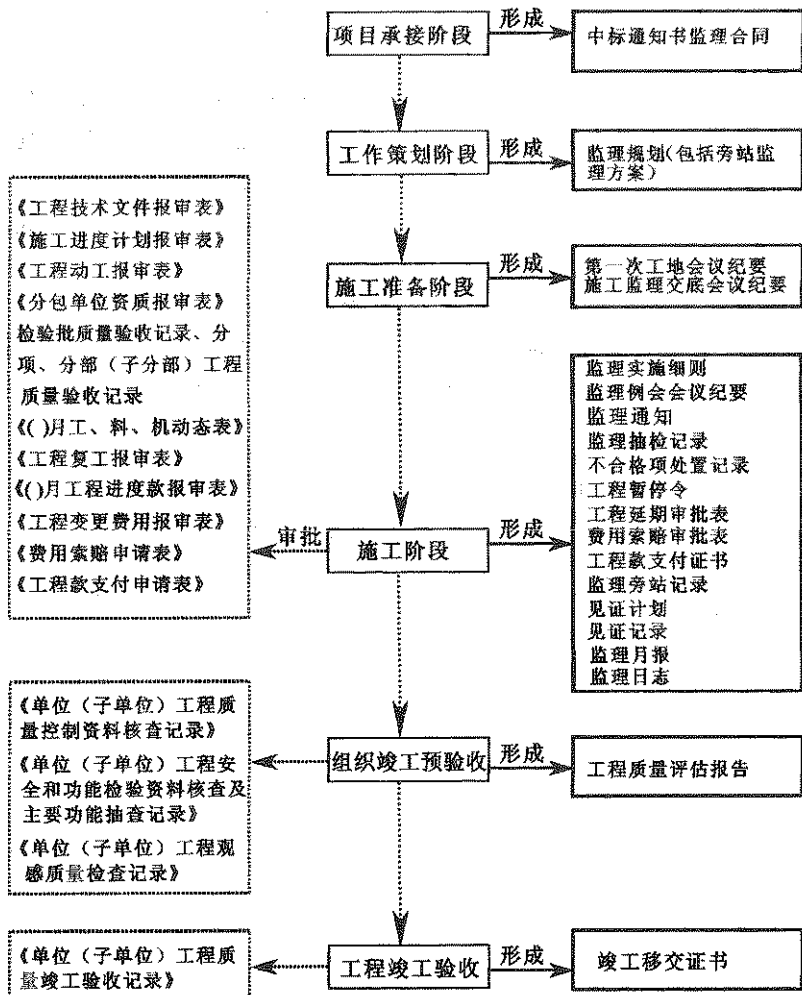 项目承接阶段
形成
中标通知书监理合同
工作策划阶段
形成
监理规划(包括旁站监
理方案)
施工准备阶段
形成
第一次工地会议纪要
施工监理交底会议纪要
《工程技术文件报审表》
《施工进度计划报审表》
《工程动工报审表》
《分包单位资质报审表》
检验批质量验收记录、分
项、分部（子分部）工程
质量验收记录
《( )月工、料、机动态表》
《工程复工报审表》
《( )月工程进度款报审表》
《工程变更费用报审表》
《费用索赔申请表》
《工程款支付申请表》
审批
施工阶段
形成
监理实施细则
监理例会会议纪要
监理通知
监理抽检记录
不合格项处置记录
工程暂停令
工程延期审批表
费用索赔审批表
工程款支付证书
监理旁站记录
见证计划
见证记录
监理月报
监理日志
《单位（子单位）工程质
量控制资料核查记录》
《单位（子单位）工程安
全和功能检验资料核查及
主要功能抽查记录》
《单位（子单位）工程观
感质量检查记录》
组织竣工预验收
形成
工程质量评估报告
《单位（子单位）工程质
量竣工验收记录》
工程竣工验收
形成
竣工移交证书